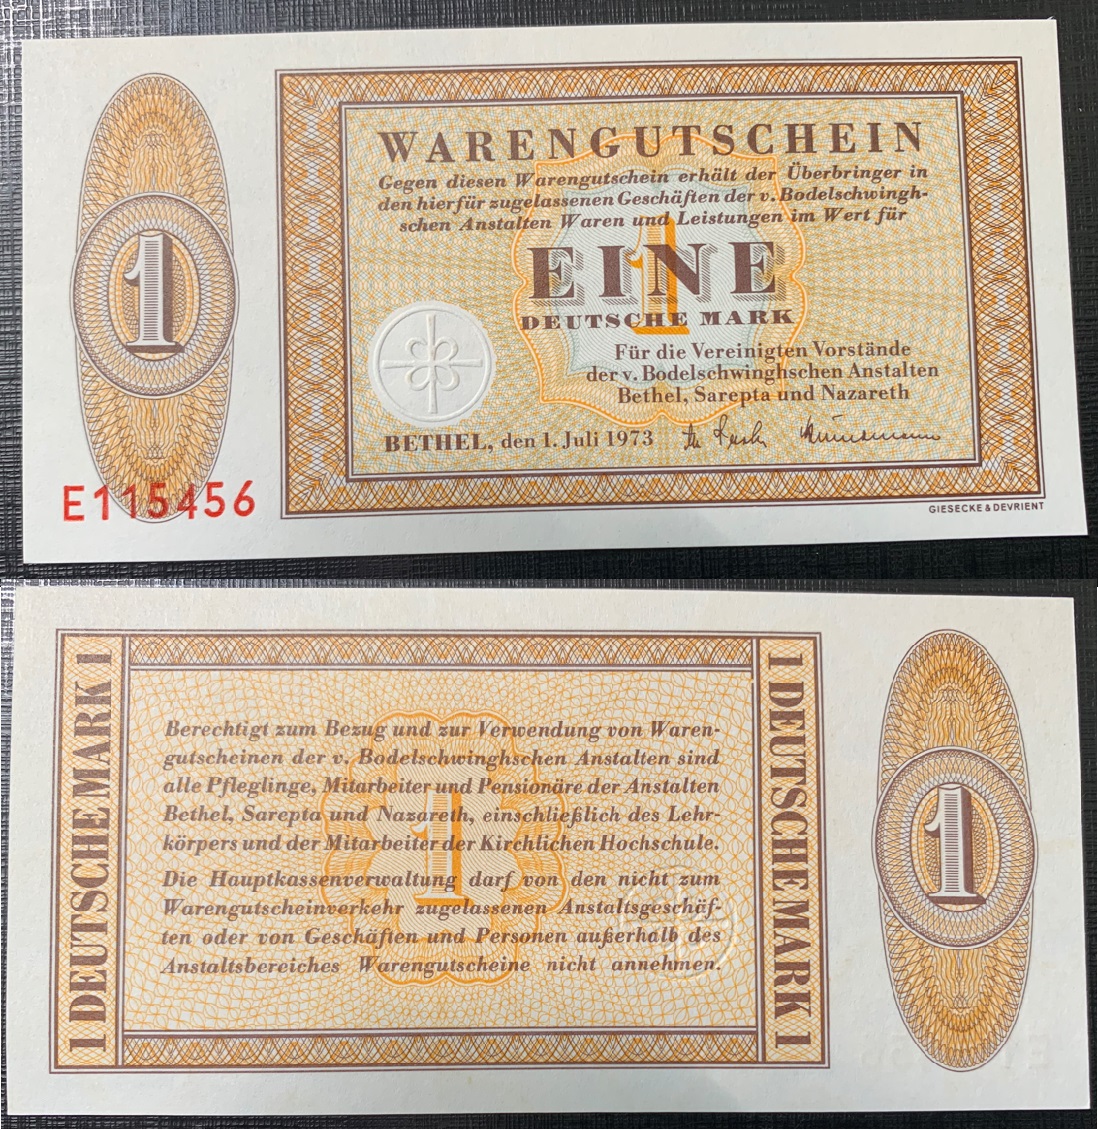 WARENGUTSCHEIN
Gegen diesen Warengutschein erhält der Überbringer in
den hierfür zugelassenen Geschäften der v. Bodelschwingh-
schen Anstalten Waren und Leistungen im Wert für
1
EINE
DEUTSCHE MARK
1
Für die Vereinigten Vorstände
der v. Bodelschwinghschen Anstalten
Bethel, Sarepta und Nazareth
BETHEL, den 1. Juli 1973
E115456
GIESECKE & DEVRIENT
1 DEUTSCHE MARK 1
Berechtigt zum Bezug und zur Verwendung von Waren-
gutscheinen der v. Bodelschwinghschen Anstalten sind
alle Pfleglinge, Mitarbeiter und Pensionäre der Anstalten
Bethel, Sarepta und Nazareth, einschließlich des Lehr-
körpers und der Mitarbeiter der Kirchlichen Hochschule.
Die Hauptkassenverwaltung darf von den nicht zum
Warengutscheinverkehr zugelassenen Anstaltsgeschäf-
ten oder von Geschäften und Personen außerhalb des
Anstaltsbereiches Warengutscheine nicht annehmen.
1
1 DEUTSCHE MARK 1
1